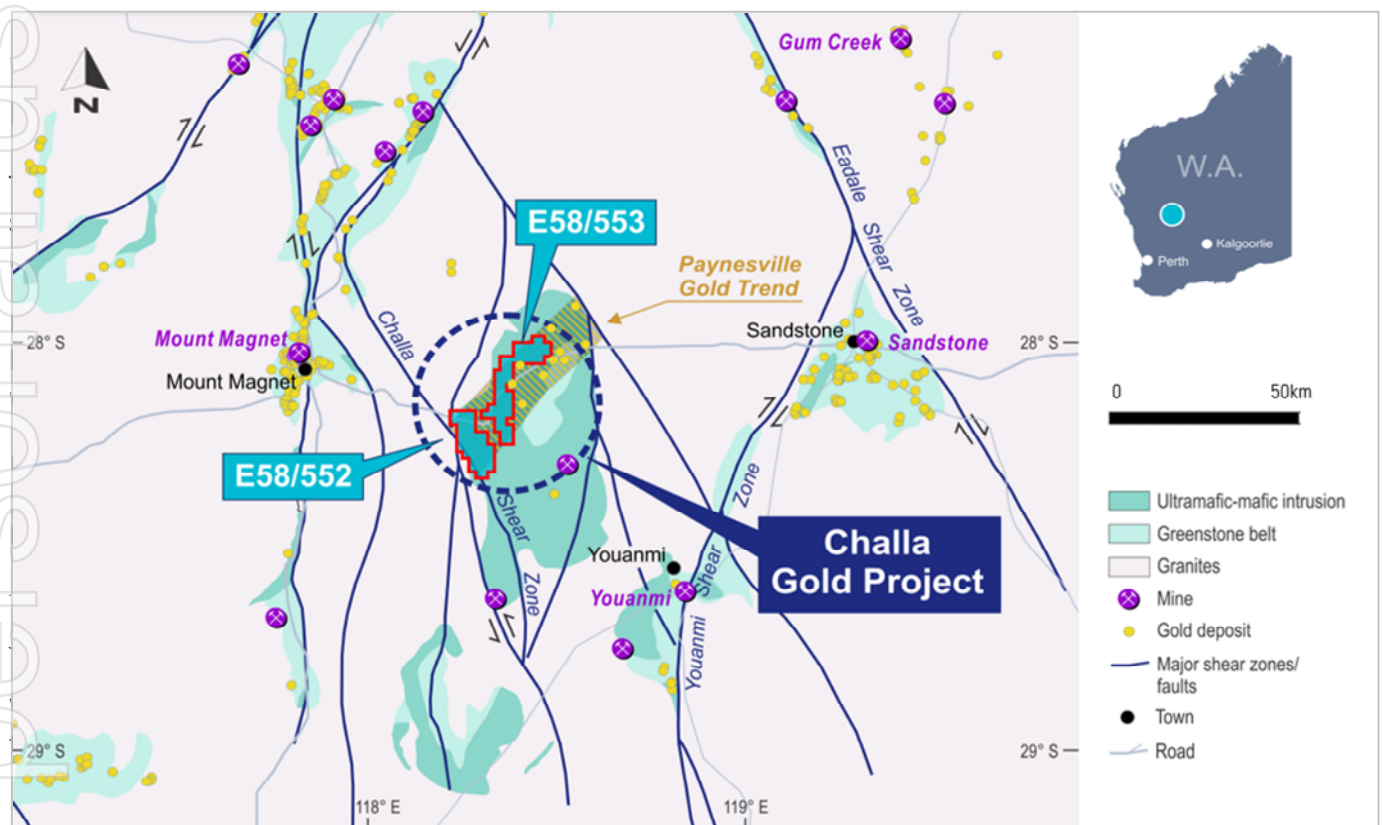 Gum Creek
N
Eadale
Shear
Zone
W.A.
Kalgoorlie
Perth
E58/553
Paynesville
Gold Trend
Challa
Mount Magnet
Mount Magnet
28° S
Sandstone
Sandstone
28° S
0 50km
E58/552
Shear
Zone
Zone
Shear
Youanmi
Youanmi
Youanmi
Challa
Gold Project
Ultramafic-mafic intrusion
Greenstone belt
Granites
Mine
Gold deposit
Major shear zones/
faults
Town
Road
29° S
29° S
118° E
119° E